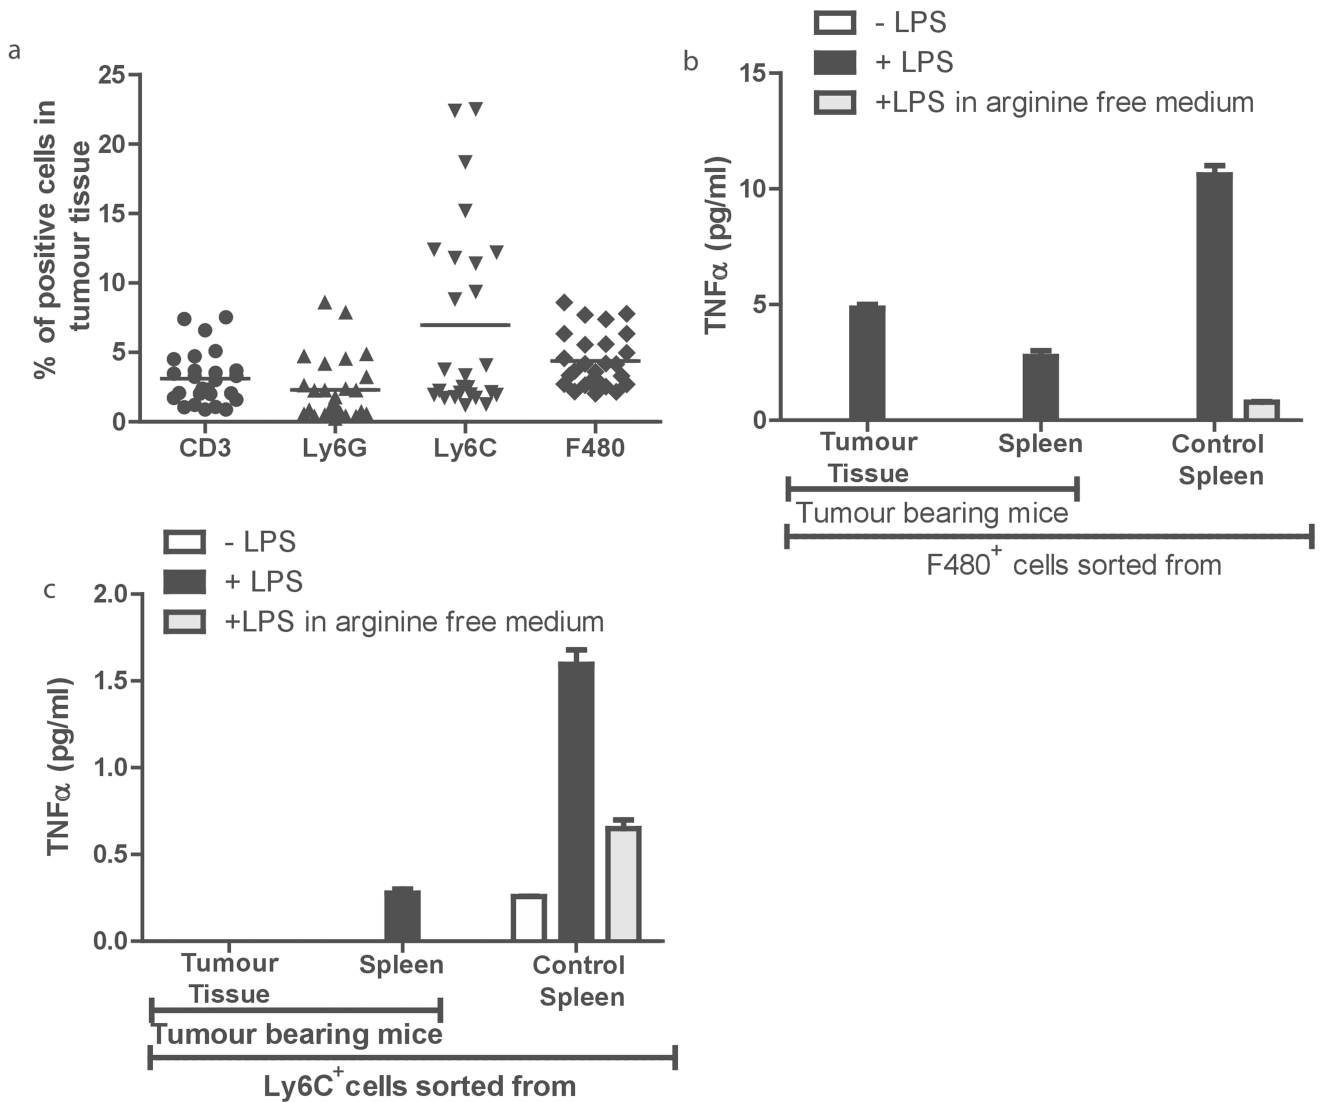 a
% of positive cells in
tumour tissue
25
20
15
10
5
0
CD3 Ly6G Ly6C F480
b
- LPS
+ LPS
+LPS in arginine free medium
TNFα (pg/ml)
15
10
5
0
Tumour Spleen Control
Tissue Spleen
Tumour bearing mice
F480+ cells sorted from
c
- LPS
+ LPS
+LPS in arginine free medium
TNFα (pg/ml)
2.0
1.5
1.0
0.5
0.0
Tumour Spleen Control
Tissue Spleen
Tumour bearing mice
Ly6C+cells sorted from